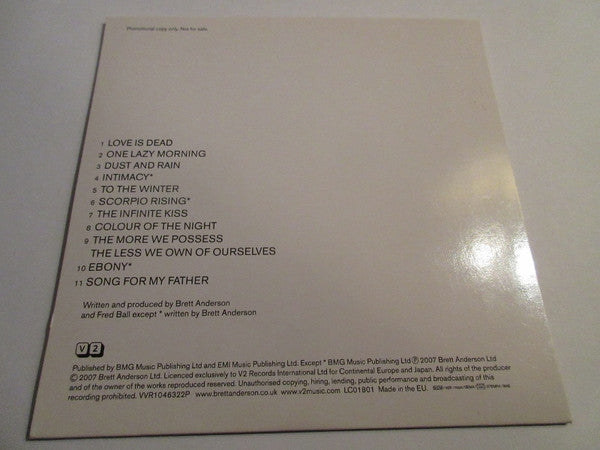 Promotional copy only. Not for sale.
1 LOVE IS DEAD
2 ONE LAZY MORNING
3 DUST AND RAIN
4 INTIMACY*
5 TO THE WINTER
6 SCORPIO RISING*
7 THE INFINITE KISS
8 COLOUR OF THE NIGHT
9 THE MORE WE POSSESS
THE LESS WE OWN OF OURSELVES
10 EBONY*
11 SONG FOR MY FATHER
Written and produced by Brett Anderson
and Fred Ball except * written by Brett Anderson
V2
Published by BMG Music Publishing Ltd and EMI Music Publishing Ltd. Except * BMG Music Publishing Ltd ℗ 2007 Brett Anderson Ltd
© 2007 Brett Anderson Ltd. Licenced exclusively to V2 Records International Ltd for Continental Europe and Japan. All rights of the producer
and of the owner of the works reproduced reserved. Unauthorised copying, hiring, lending, public performance and broadcasting of this
recording prohibited. VVR1046322P www.brettanderson.co.uk www.v2music.com LC01801 Made in the EU.